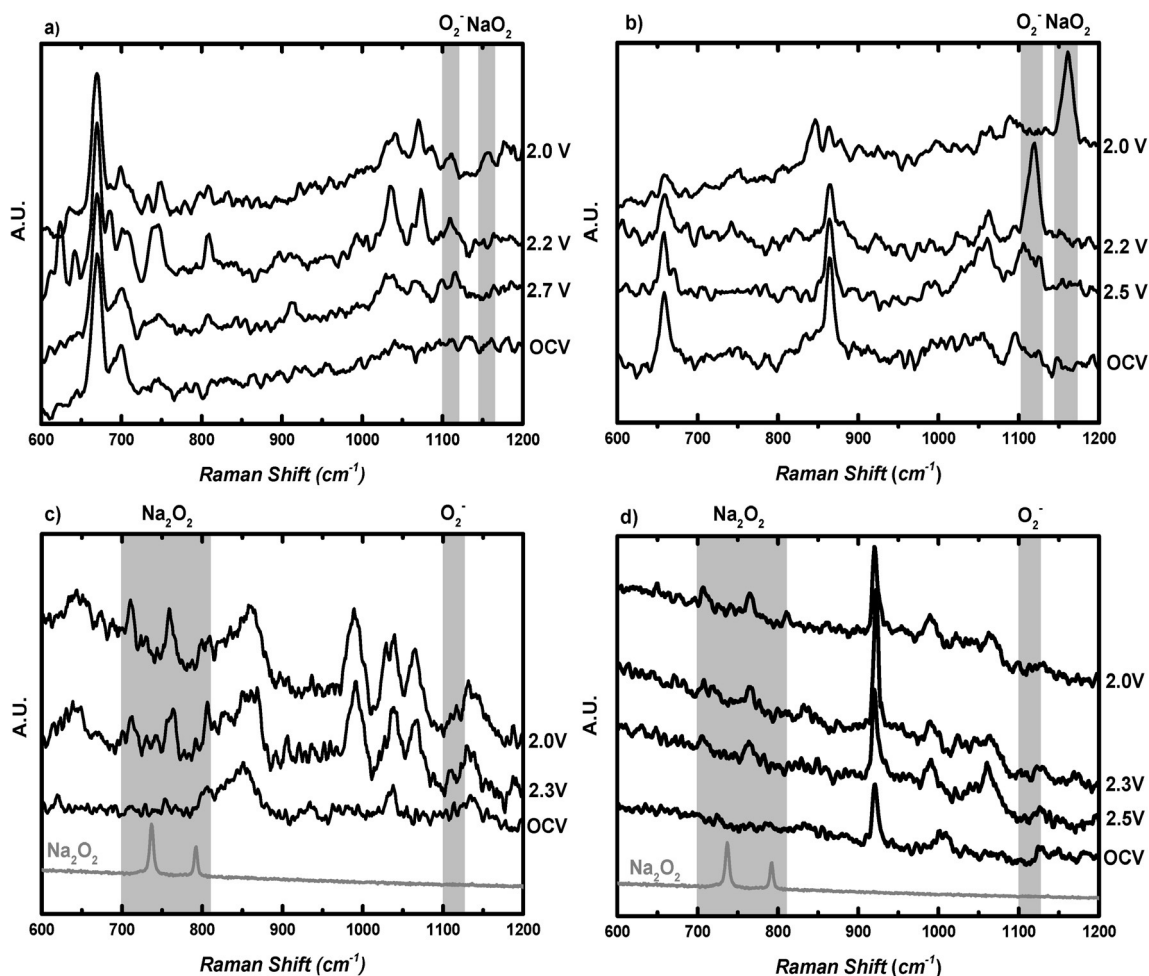 a) O₂⁻ NaO₂
A.U.
2.0 V
2.2 V
2.7 V
OCV
600 700 800 900 1000 1100 1200
Raman Shift (cm⁻¹)
b) O₂⁻ NaO₂
A.U.
2.0 V
2.2 V
2.5 V
OCV
600 700 800 900 1000 1100 1200
Raman Shift (cm⁻¹)
c) Na₂O₂ O₂⁻
A.U.
2.0V
2.3V
OCV
Na₂O₂
600 700 800 900 1000 1100 1200
Raman Shift (cm⁻¹)
d) Na₂O₂ O₂⁻
A.U.
2.0V
2.3V
2.5V
OCV
Na₂O₂
600 700 800 900 1000 1100 1200
Raman Shift (cm⁻¹)